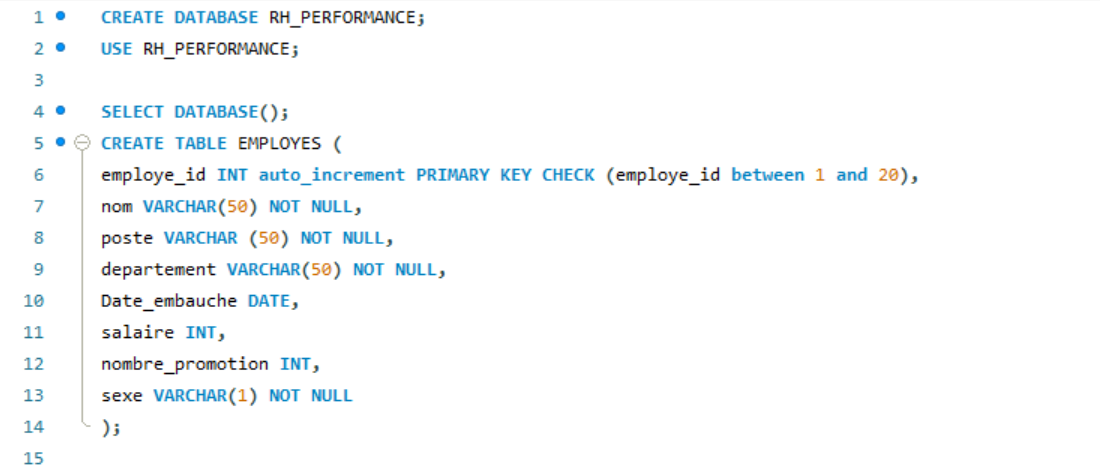 1 CREATE DATABASE RH_PERFORMANCE;
2 USE RH_PERFORMANCE;
3
4 SELECT DATABASE();
5 CREATE TABLE EMPLOYES (
6 employe_id INT auto_increment PRIMARY KEY CHECK (employe_id between 1 and 20),
7 nom VARCHAR(50) NOT NULL,
8 poste VARCHAR (50) NOT NULL,
9 departement VARCHAR(50) NOT NULL,
10 Date_embauche DATE,
11 salaire INT,
12 nombre_promotion INT,
13 sexe VARCHAR(1) NOT NULL
14 );
15